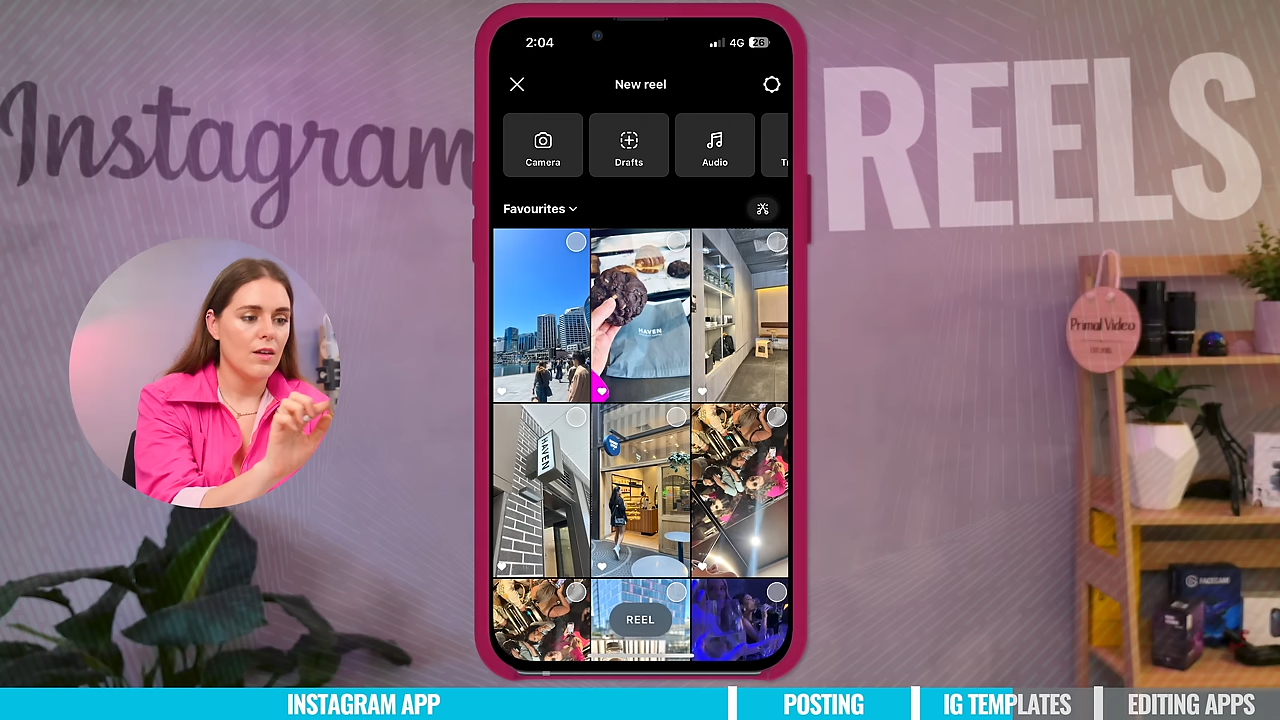 Instagram REELS
2:04 4G 26
New reel
Camera Drafts Audio
Favourites
HAVEN
HAVEN
REEL
Primal Video
INSTAGRAM APP POSTING IG TEMPLATES EDITING APPS